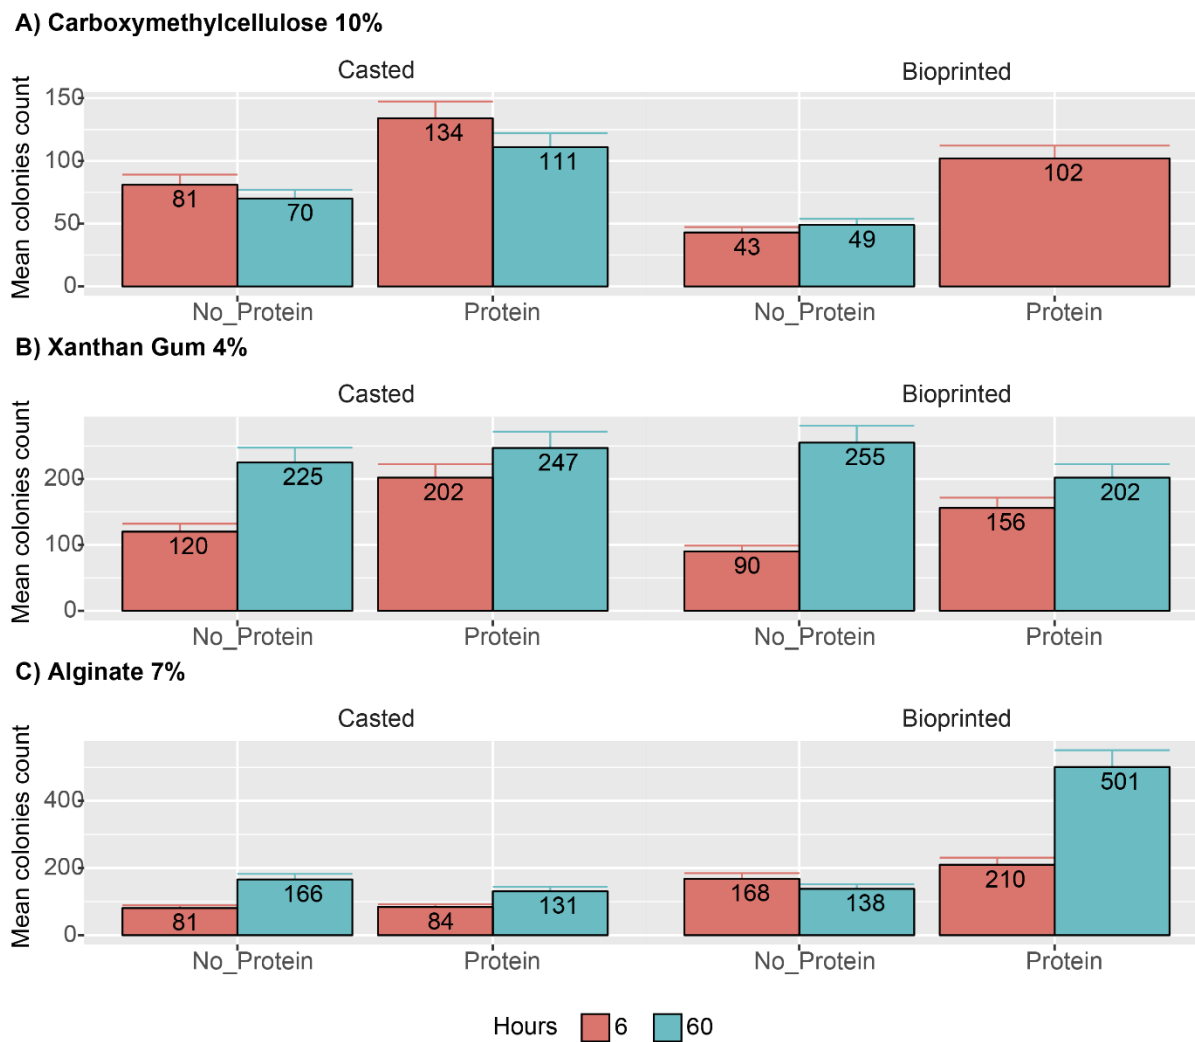 A) Carboxymethylcellulose 10%
Casted Bioprinted
Mean colonies count
150
100
50
0
81 70 134 111 43 49 102
No_Protein Protein No_Protein Protein
B) Xanthan Gum 4%
Casted Bioprinted
Mean colonies count
200
100
0
120 225 202 247 90 255 156 202
No_Protein Protein No_Protein Protein
C) Alginate 7%
Casted Bioprinted
Mean colonies count
400
200
0
81 166 84 131 168 138 210 501
No_Protein Protein No_Protein Protein
Hours 6 60